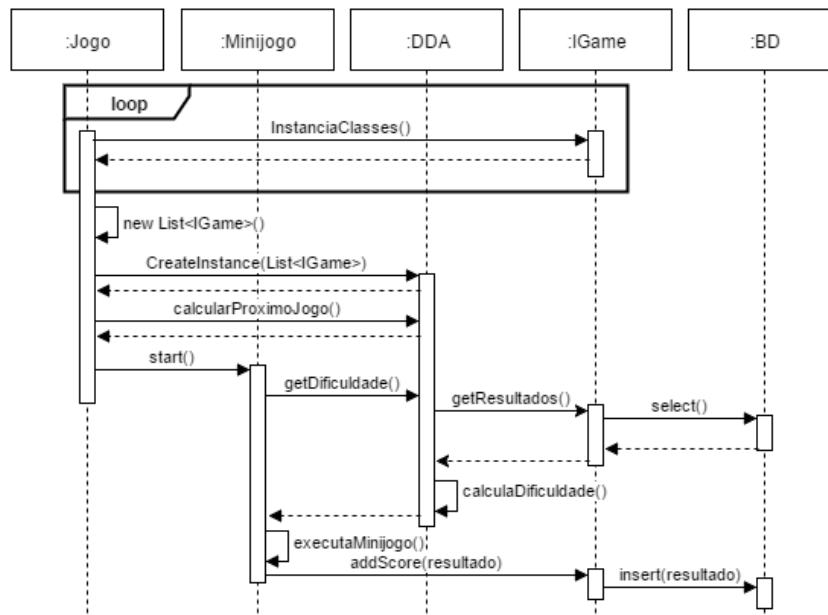 :Jogo
:Minijogo
:DDA
:IGame
:BD
loop
InstanciaClasses()
new List<IGame>()
CreateInstance(List<IGame>)
calcularProximoJogo()
start()
getDificuldade()
getResultados()
select()
calculaDificuldade()
executaMinijogo()
addScore(resultado)
insert(resultado)